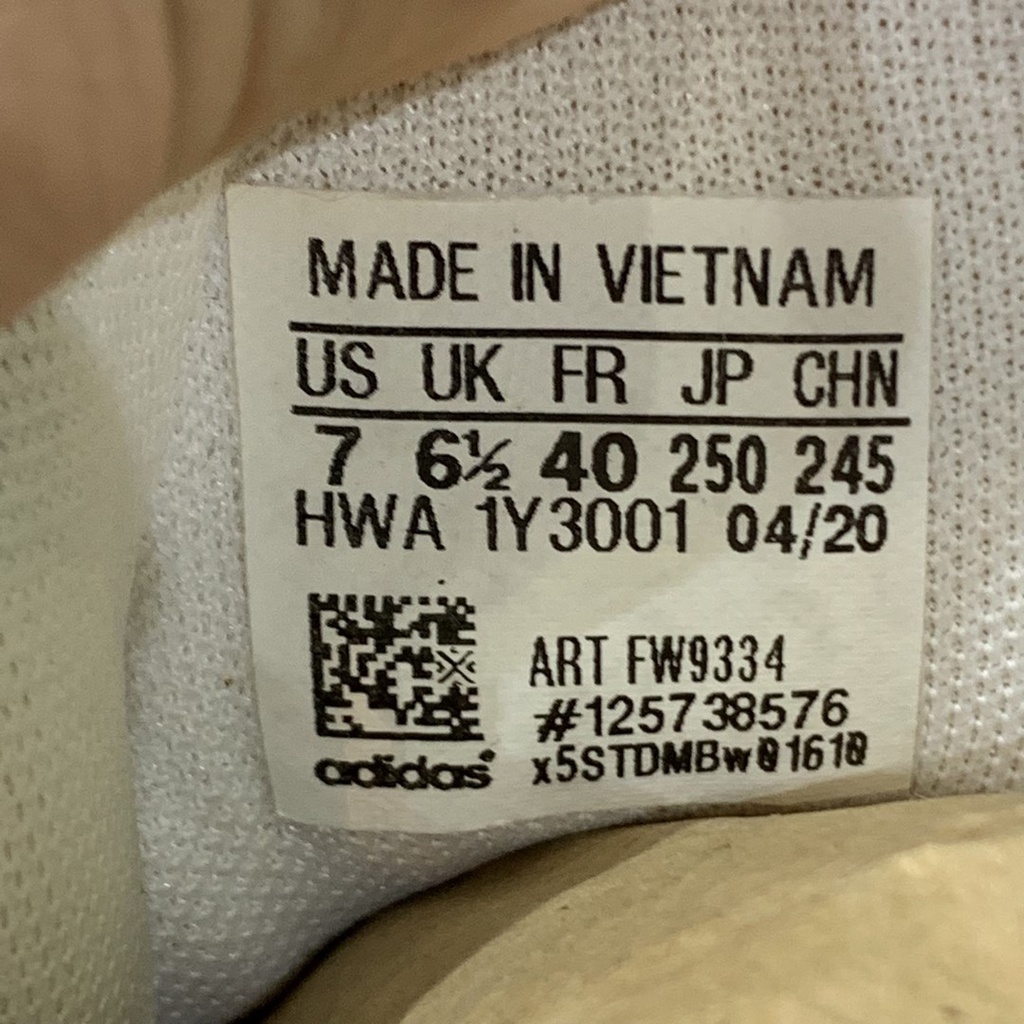 MADE IN VIETNAM
US UK FR JP CHN
7 6½ 40 250 245
HWA 1Y3001 04/20
ART FW9334
#125738576
x5STDMBw01610
adidas